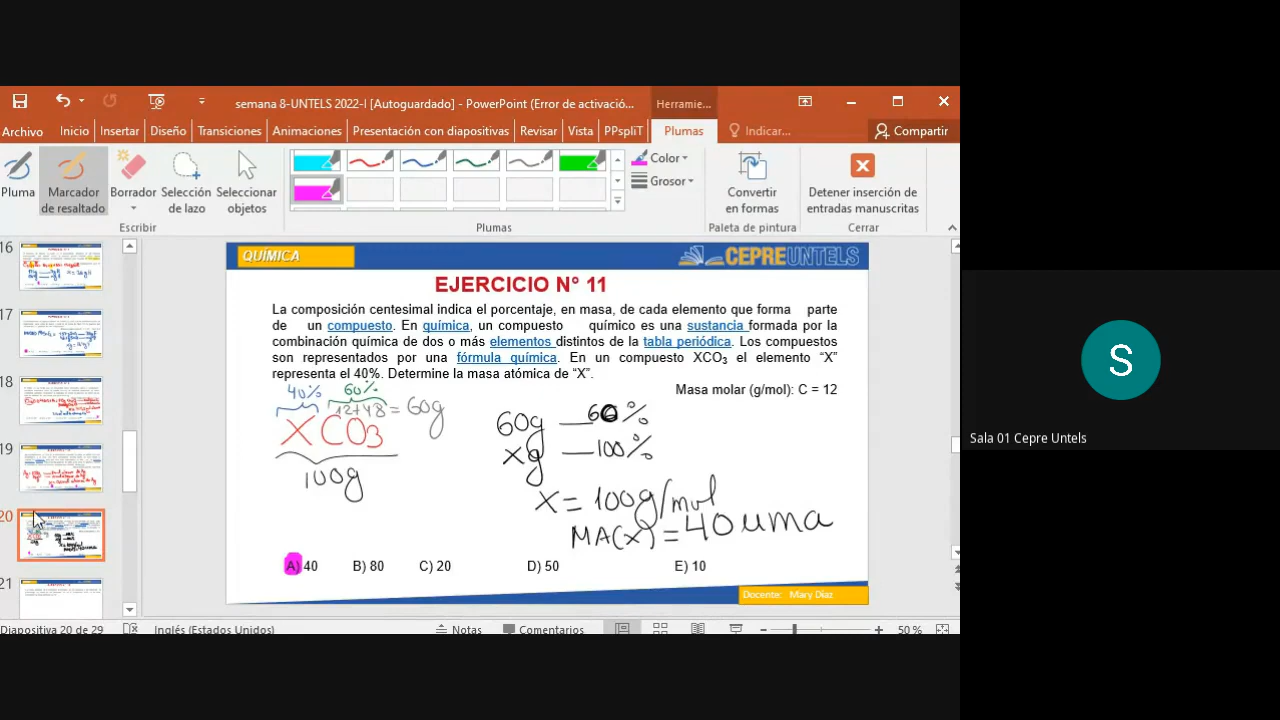 semana 8-UNTELS 2022-I [Autoguardado] - PowerPoint (Error de activació...
Herramie...
Archivo Inicio Insertar Diseño Transiciones Animaciones Presentación con diapositivas Revisar Vista PPspliT Plumas Indicar... Compartir
Pluma
Marcador de resaltado
Borrador
Selección de lazo
Seleccionar objetos
Color
Grosor
Convertir en formas
Detener inserción de entradas manuscritas
Escribir
Plumas
Paleta de pintura
Cerrar
16
17
18
19
20
21
QUÍMICA
CEPREUNTELS
EJERCICIO N° 11
La composición centesimal indica el porcentaje, en masa, de cada elemento que forma parte
de un compuesto. En química, un compuesto químico es una sustancia formada por la
combinación química de dos o más elementos distintos de la tabla periódica. Los compuestos
son representados por una fórmula química. En un compuesto XCO3 el elemento “X”
representa el 40%. Determine la masa atómica de “X”.
Masa molar (g/mol): C = 12
40% 60%
12+48 = 60g
XCO3
100g
60g — 60%
xg — 100%
X = 100g/mol
MA(X) = 40uma
A) 40 B) 80 C) 20 D) 50 E) 10
Docente: Mary Díaz
Diapositiva 20 de 29 Inglés (Estados Unidos) Notas Comentarios 50 %
S
Sala 01 Cepre Untels